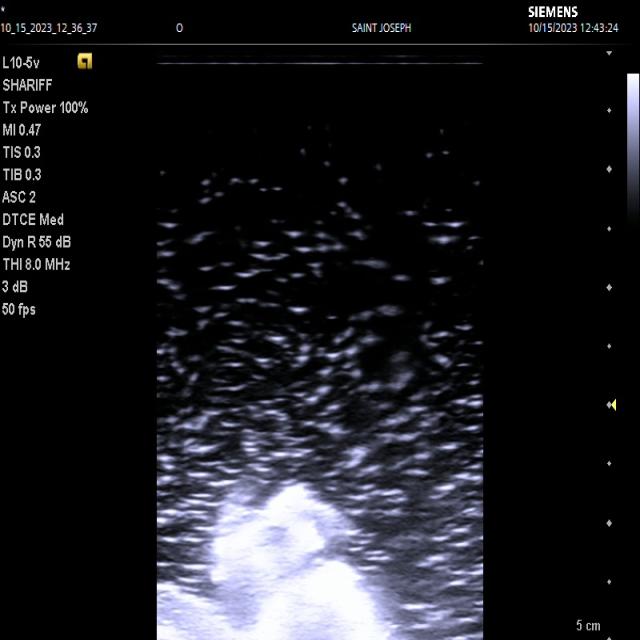 *
SIEMENS
10_15_2023_12_36_37 O SAINT JOSEPH 10/15/2023 12:43:24
L10-5v
SHARIFF
Tx Power 100%
MI 0.47
TIS 0.3
TIB 0.3
ASC 2
DTCE Med
Dyn R 55 dB
THI 8.0 MHz
3 dB
50 fps
5 cm